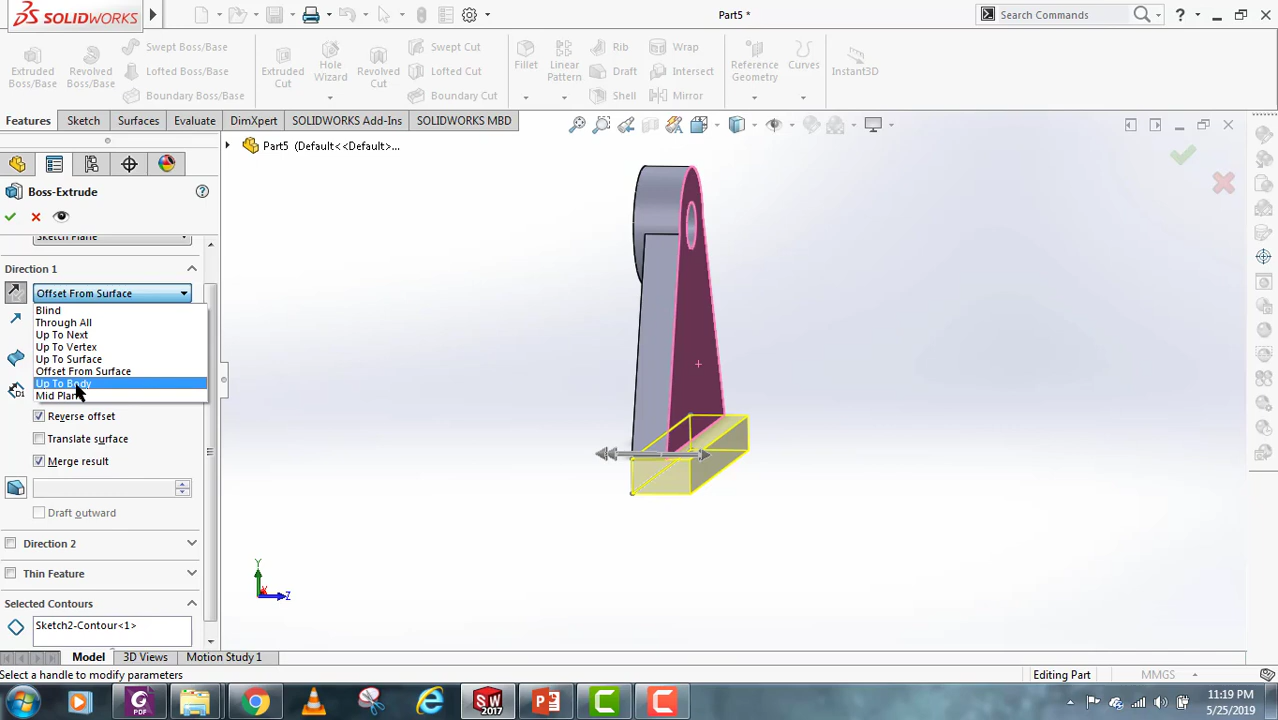 SOLIDWORKS
Part5 *
Search Commands
?
Extruded Boss/Base
Revolved Boss/Base
Swept Boss/Base
Lofted Boss/Base
Boundary Boss/Base
Extruded Cut
Hole Wizard
Revolved Cut
Swept Cut
Lofted Cut
Boundary Cut
Fillet
Linear Pattern
Rib
Draft
Shell
Wrap
Intersect
Mirror
Reference Geometry
Curves
Instant3D
Features
Sketch
Surfaces
Evaluate
DimXpert
SOLIDWORKS Add-Ins
SOLIDWORKS MBD
Part5 (Default<<Default>...
Boss-Extrude
?
Sketch Plane
Direction 1
Offset From Surface
Blind
Through All
Up To Next
Up To Vertex
Up To Surface
Offset From Surface
Up To Body
Mid Plan
D1
Reverse offset
Translate surface
Merge result
Draft outward
Direction 2
Thin Feature
Selected Contours
Sketch2-Contour<1>
Y
Z
Model
3D Views
Motion Study 1
Select a handle to modify parameters
Editing Part
MMGS
PDF
SW
2017
11:19 PM
5/25/2019